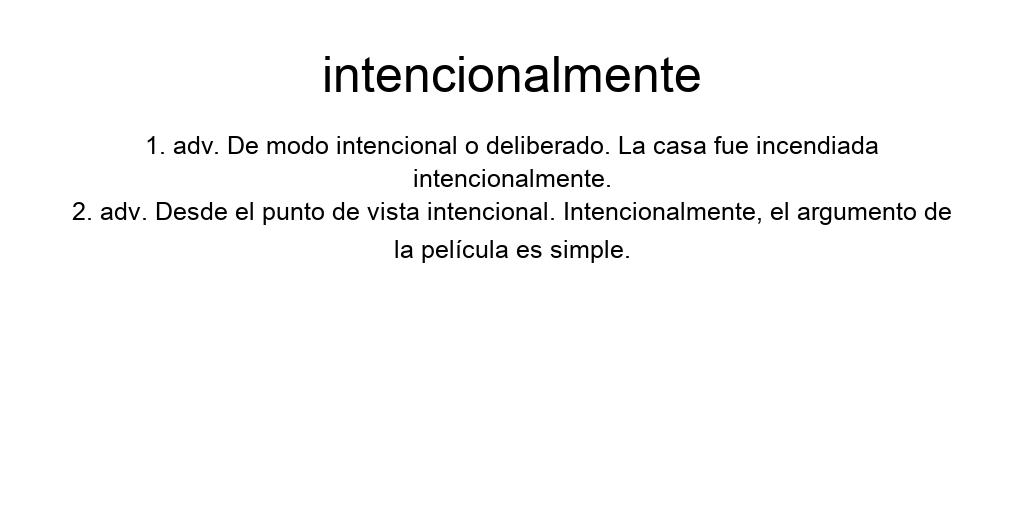 intencionalmente
1. adv. De modo intencional o deliberado. La casa fue incendiada
intencionalmente.
2. adv. Desde el punto de vista intencional. Intencionalmente, el argumento de
la película es simple.